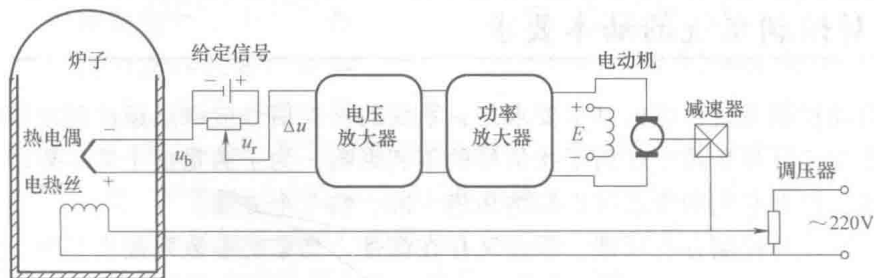 炉子
给定信号
- +
热电偶
-
u_b
u_r
Δu
电热丝
+
电压
放大器
功率
放大器
电动机
+
E
-
减速器
调压器
~220V